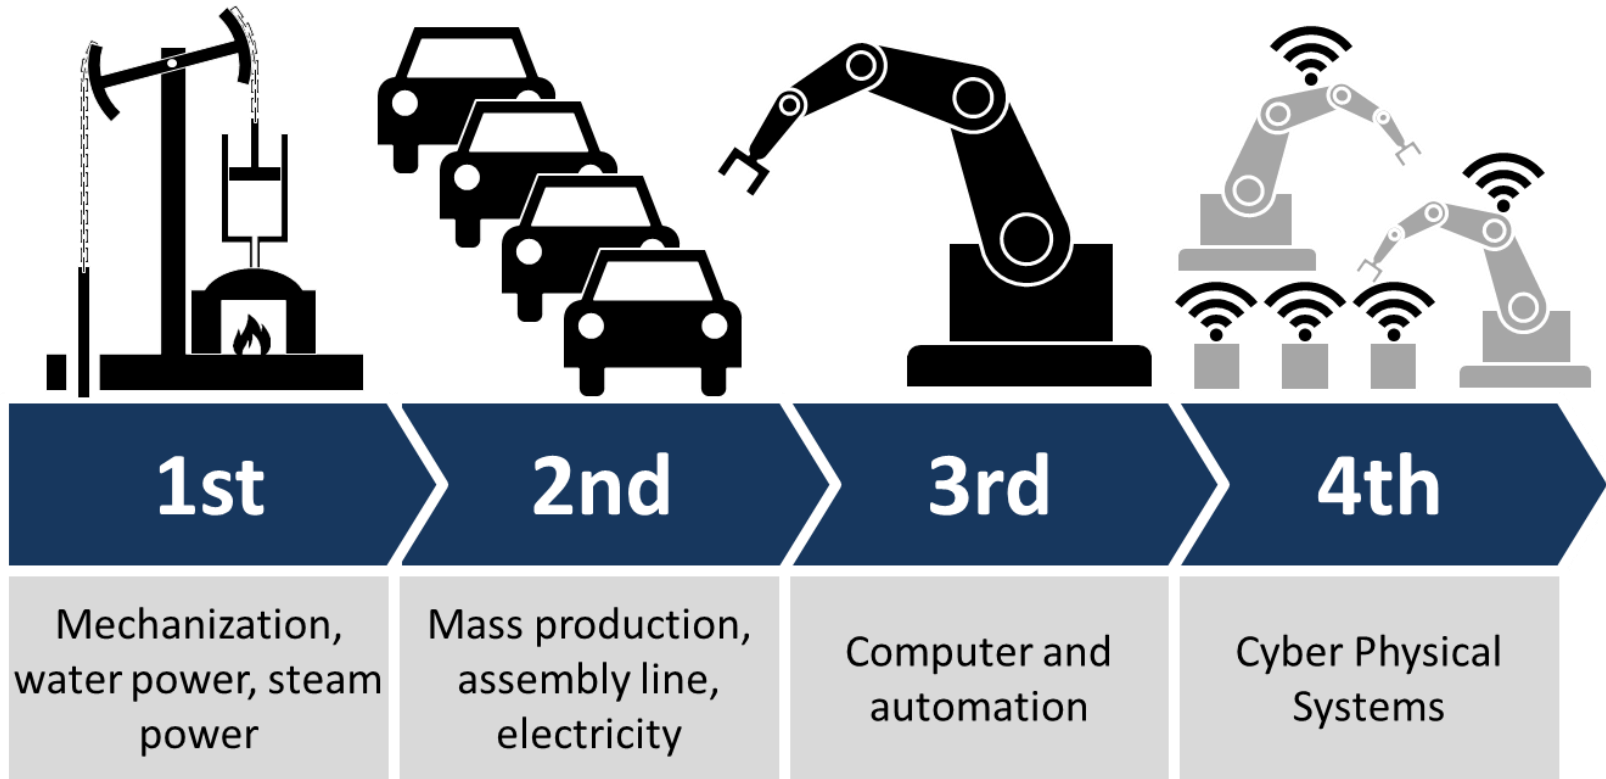 1st
2nd
3rd
4th
Mechanization,
water power, steam
power
Mass production,
assembly line,
electricity
Computer and
automation
Cyber Physical
Systems